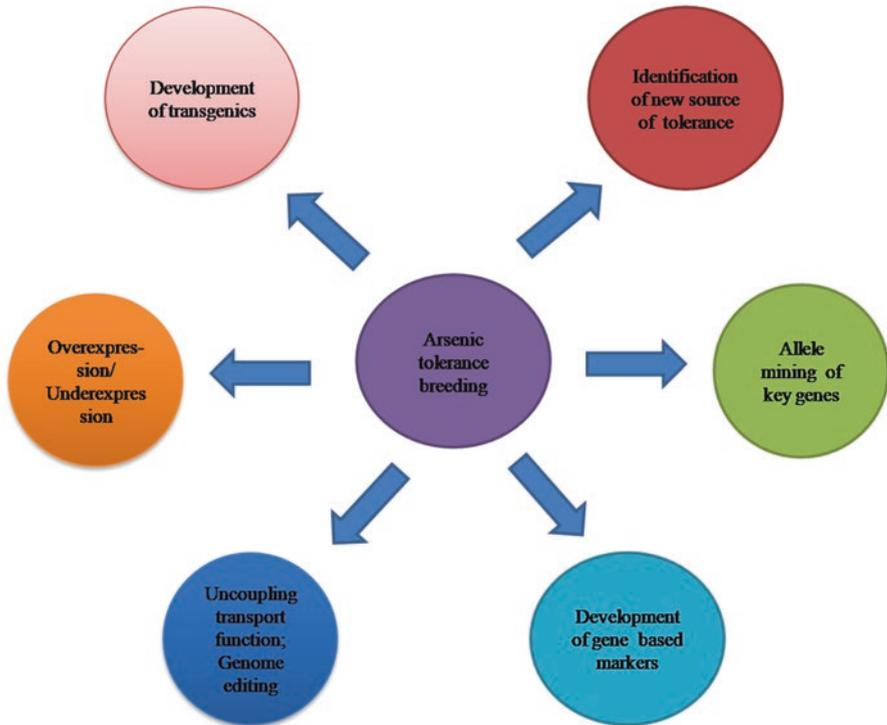 Development
of transgenics
Identification
of new source
of tolerance
Overexpres-
sion/
Underexpres
sion
Arsenic
tolerance
breeding
Allele
mining of
key genes
Uncoupling
transport
function;
Genome
editing
Development
of gene based
markers